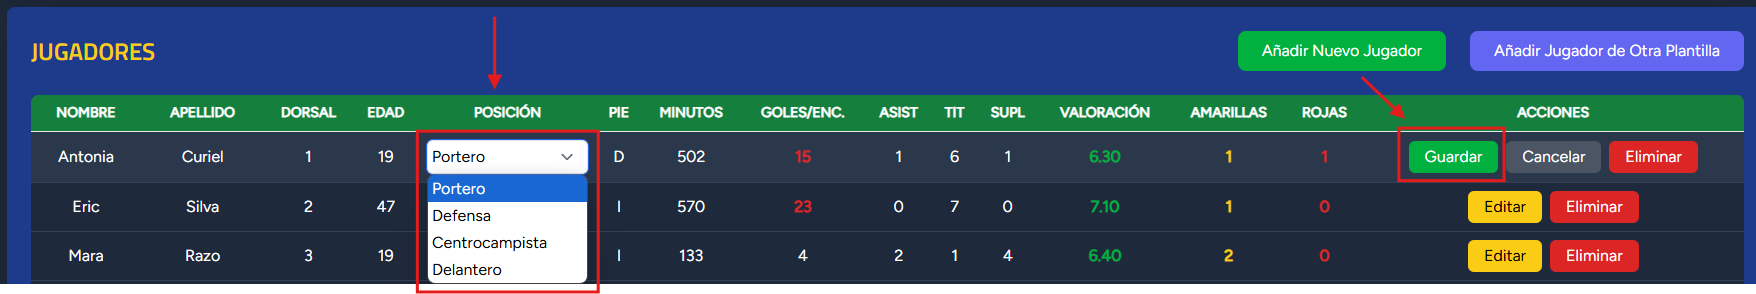 JUGADORES
Añadir Nuevo Jugador Añadir Jugador de Otra Plantilla
NOMBRE APELLIDO DORSAL EDAD POSICIÓN PIE MINUTOS GOLES/ENC. ASIST TIT SUPL VALORACIÓN AMARILLAS ROJAS ACCIONES
Antonia Curiel 1 19 Portero D 502 15 1 6 1 6.30 1 1 Guardar Cancelar Eliminar
Portero
Defensa
Centrocampista
Delantero
Eric Silva 2 47 I 570 23 0 7 0 7.10 1 0 Editar Eliminar
Mara Razo 3 19 I 133 4 2 1 4 6.40 2 0 Editar Eliminar